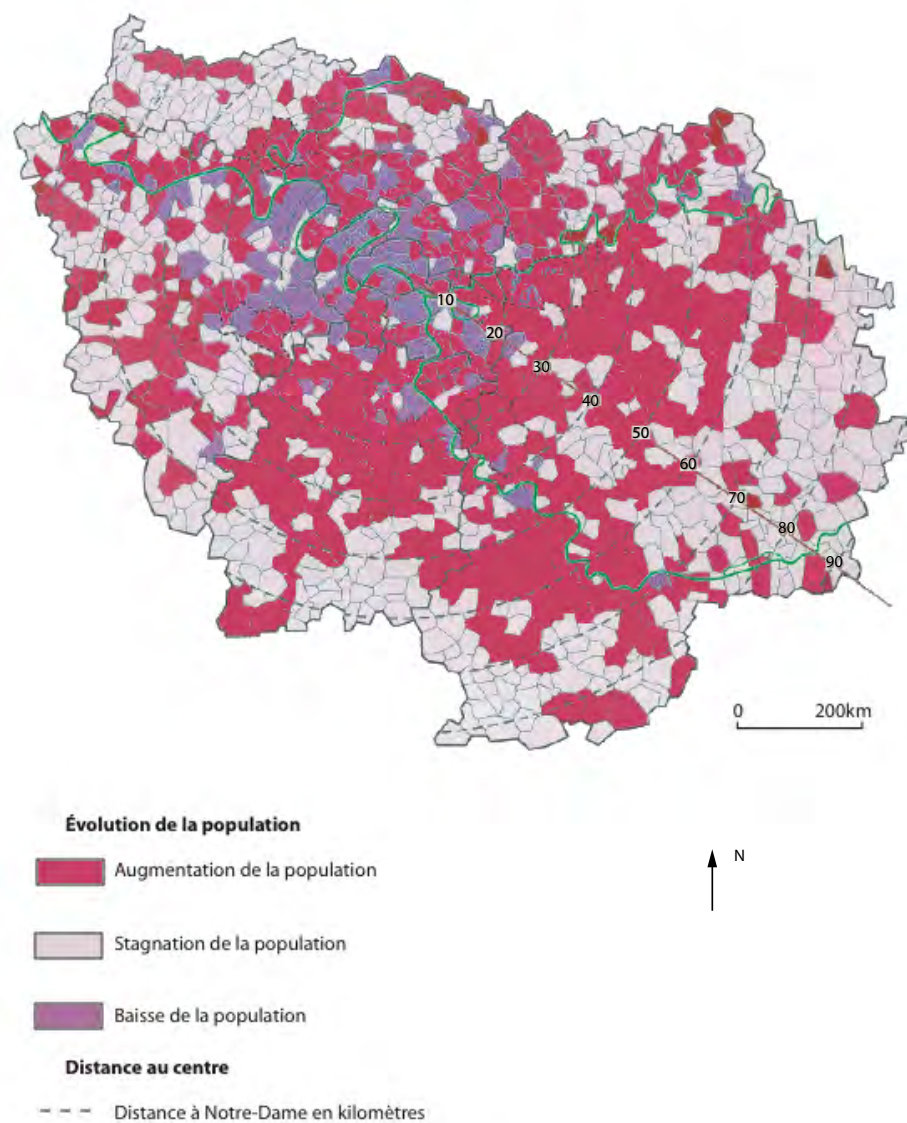 10
20
30
40
50
60
70
80
90
0 200km
Évolution de la population
N
Augmentation de la population
Stagnation de la population
Baisse de la population
Distance au centre
Distance à Notre-Dame en kilomètres